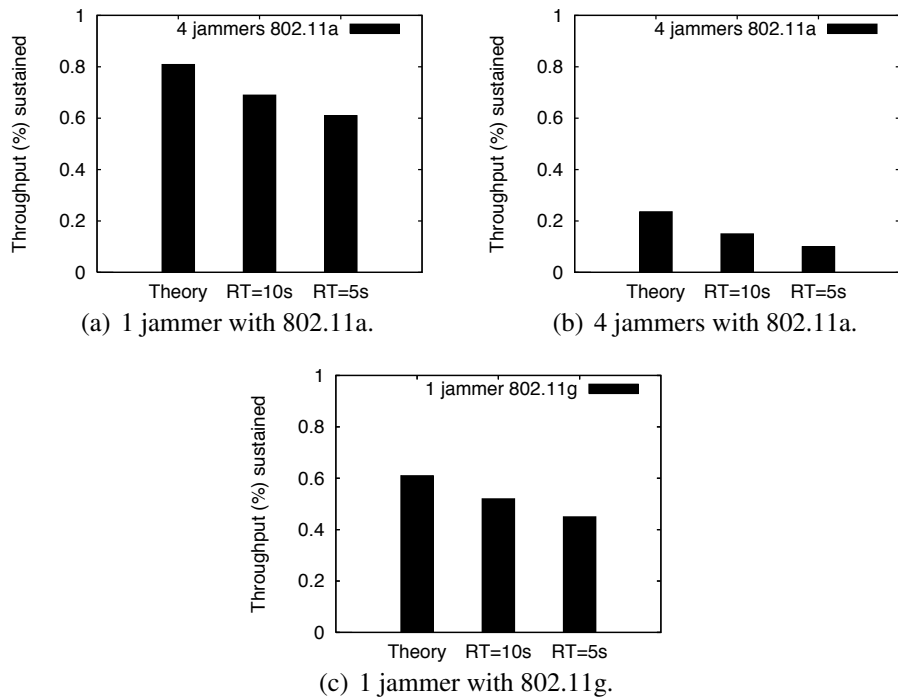 4 jammers 802.11a
Throughput (%) sustained
1
0.8
0.6
0.4
0.2
0
Theory RT=10s RT=5s
(a) 1 jammer with 802.11a.
4 jammers 802.11a
Throughput (%) sustained
1
0.8
0.6
0.4
0.2
0
Theory RT=10s RT=5s
(b) 4 jammers with 802.11a.
1 jammer 802.11g
Throughput (%) sustained
1
0.8
0.6
0.4
0.2
0
Theory RT=10s RT=5s
(c) 1 jammer with 802.11g.